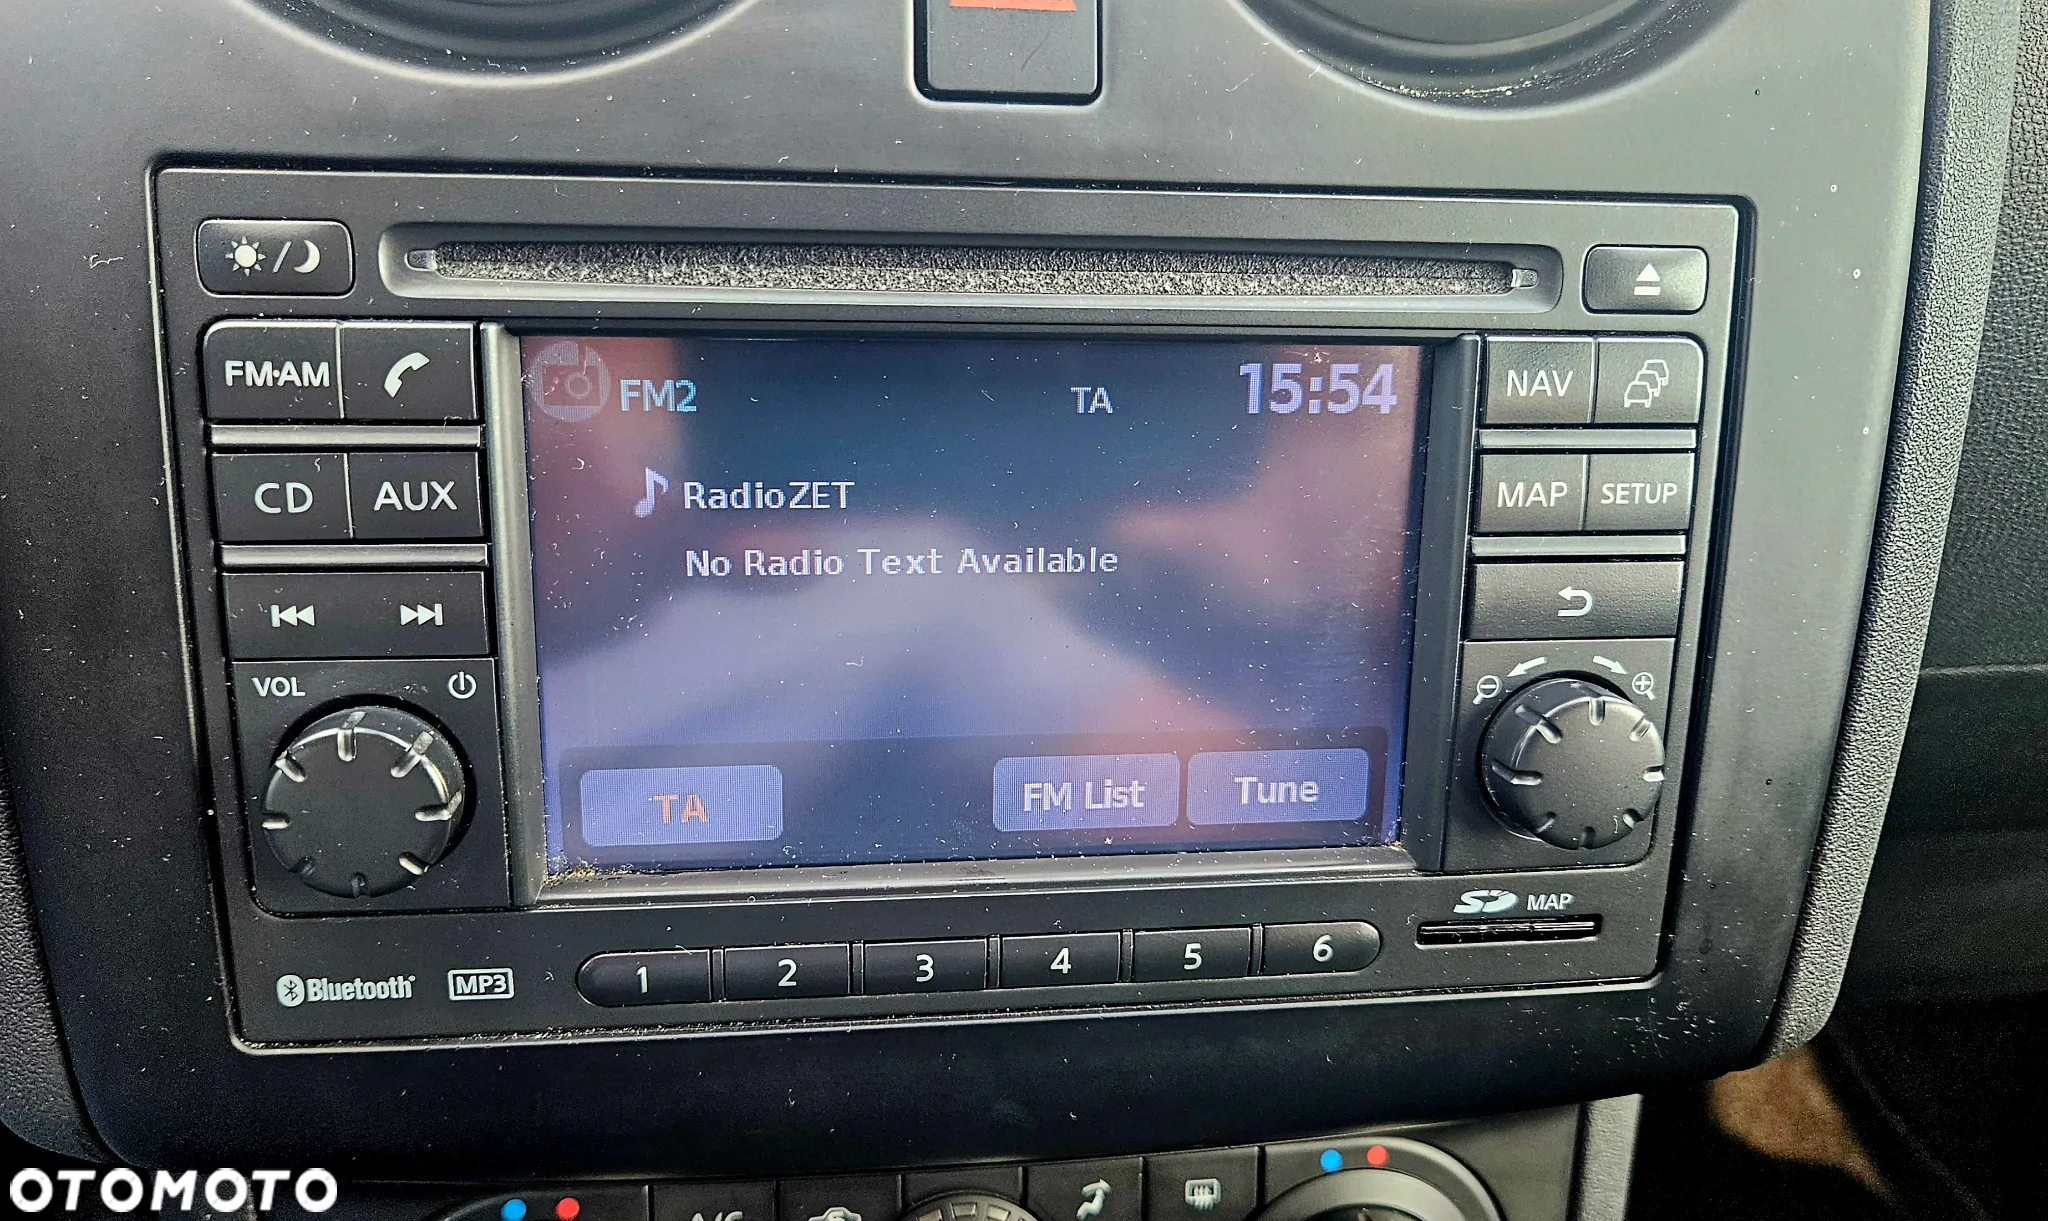 FM2 TA 15:54
FM·AM
NAV
RadioZET
CD AUX
MAP SETUP
No Radio Text Available
VOL
TA FM List Tune
SD MAP
Bluetooth MP3 1 2 3 4 5 6
OTOMOTO
A/C